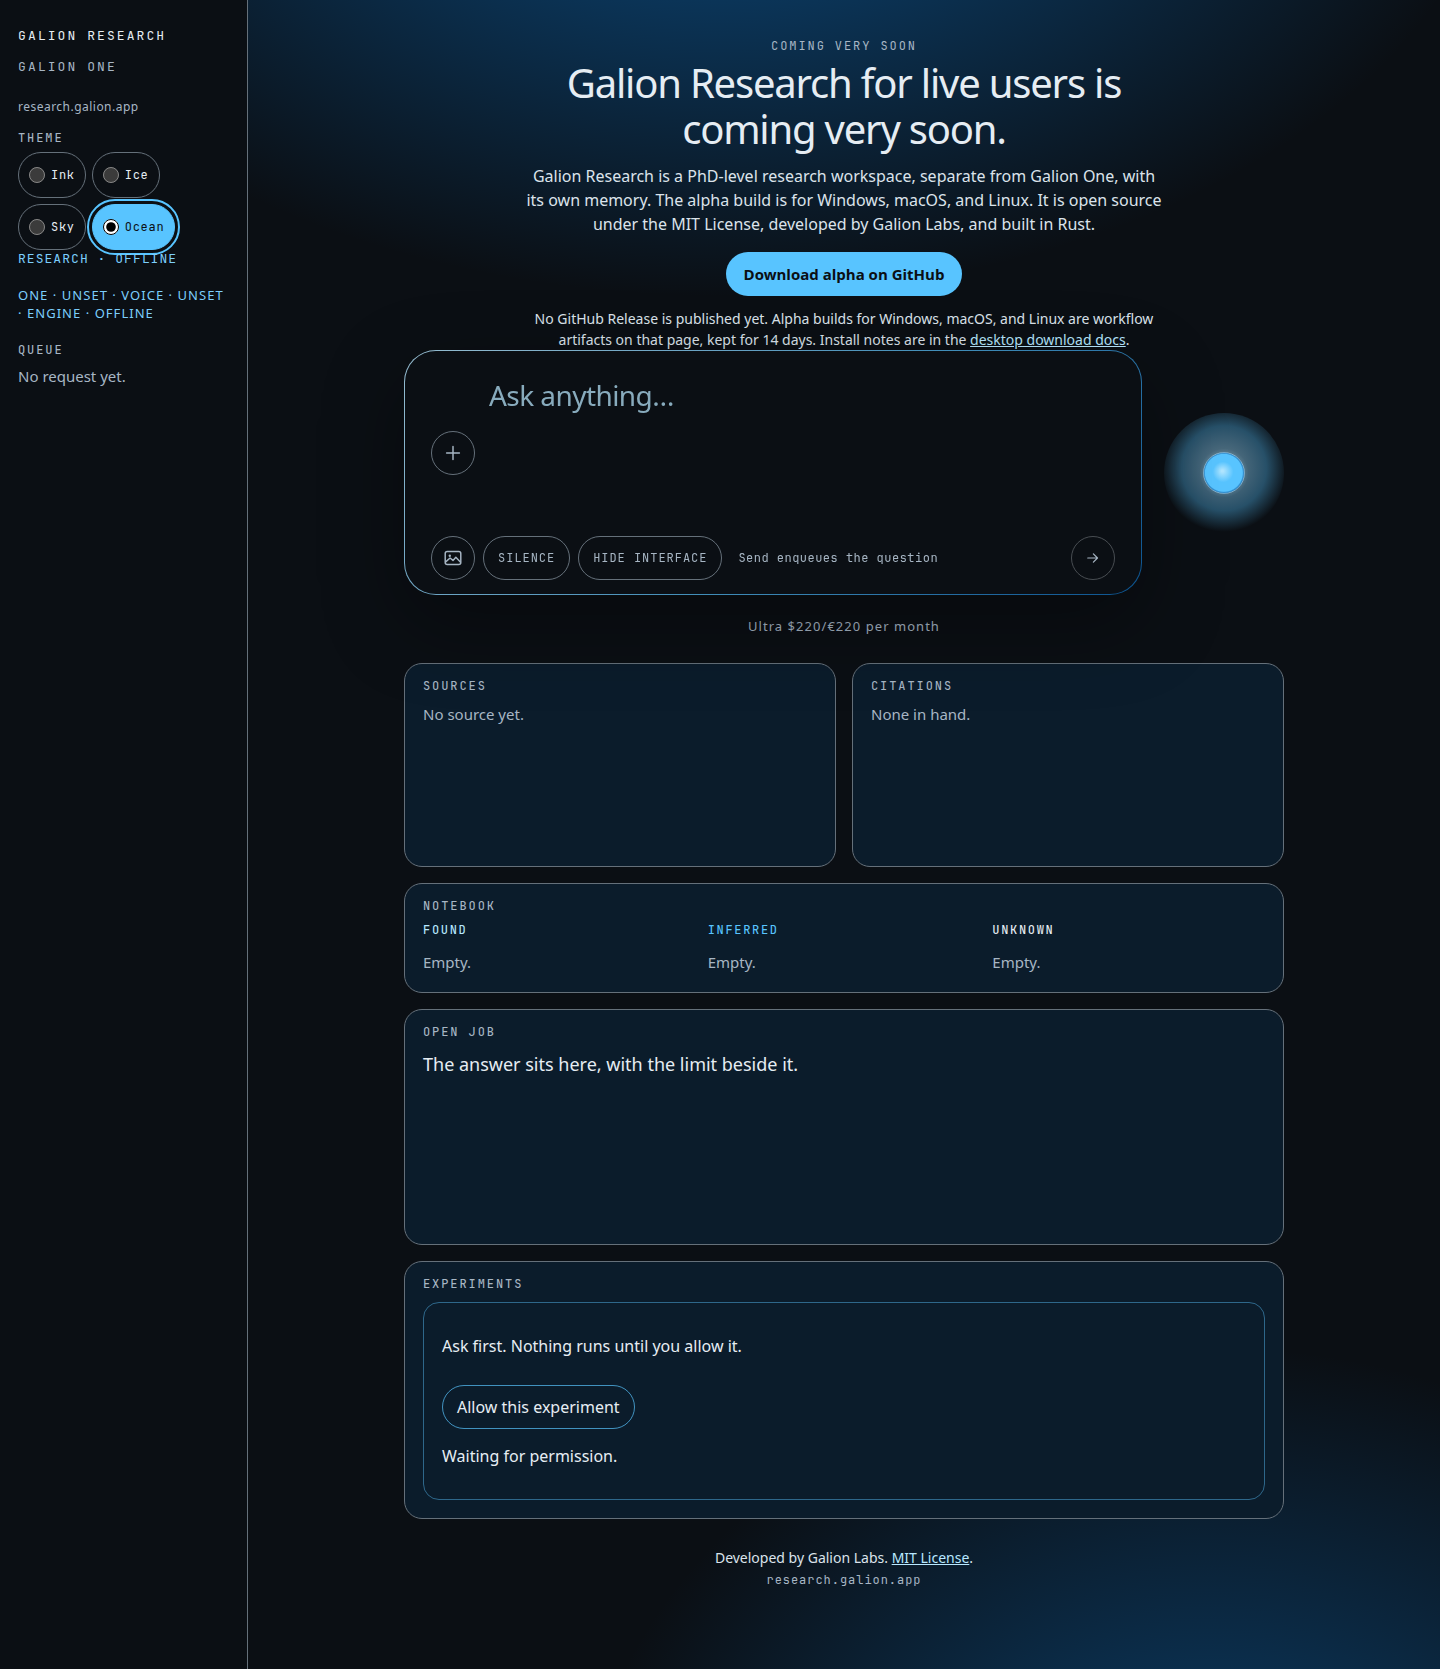 GALION RESEARCH
GALION ONE
research.galion.app
THEME
Ink
Ice
Sky
Ocean
RESEARCH · OFFLINE
ONE · UNSET · VOICE · UNSET
· ENGINE · OFFLINE
QUEUE
No request yet.
COMING VERY SOON
Galion Research for live users is
coming very soon.
Galion Research is a PhD-level research workspace, separate from Galion One, with
its own memory. The alpha build is for Windows, macOS, and Linux. It is open source
under the MIT License, developed by Galion Labs, and built in Rust.
Download alpha on GitHub
No GitHub Release is published yet. Alpha builds for Windows, macOS, and Linux are workflow
artifacts on that page, kept for 14 days. Install notes are in the desktop download docs.
Ask anything...
SILENCE
HIDE INTERFACE
Send enqueues the question
Ultra $220/€220 per month
SOURCES
No source yet.
CITATIONS
None in hand.
NOTEBOOK
FOUND
Empty.
INFERRED
Empty.
UNKNOWN
Empty.
OPEN JOB
The answer sits here, with the limit beside it.
EXPERIMENTS
Ask first. Nothing runs until you allow it.
Allow this experiment
Waiting for permission.
Developed by Galion Labs. MIT License.
research.galion.app